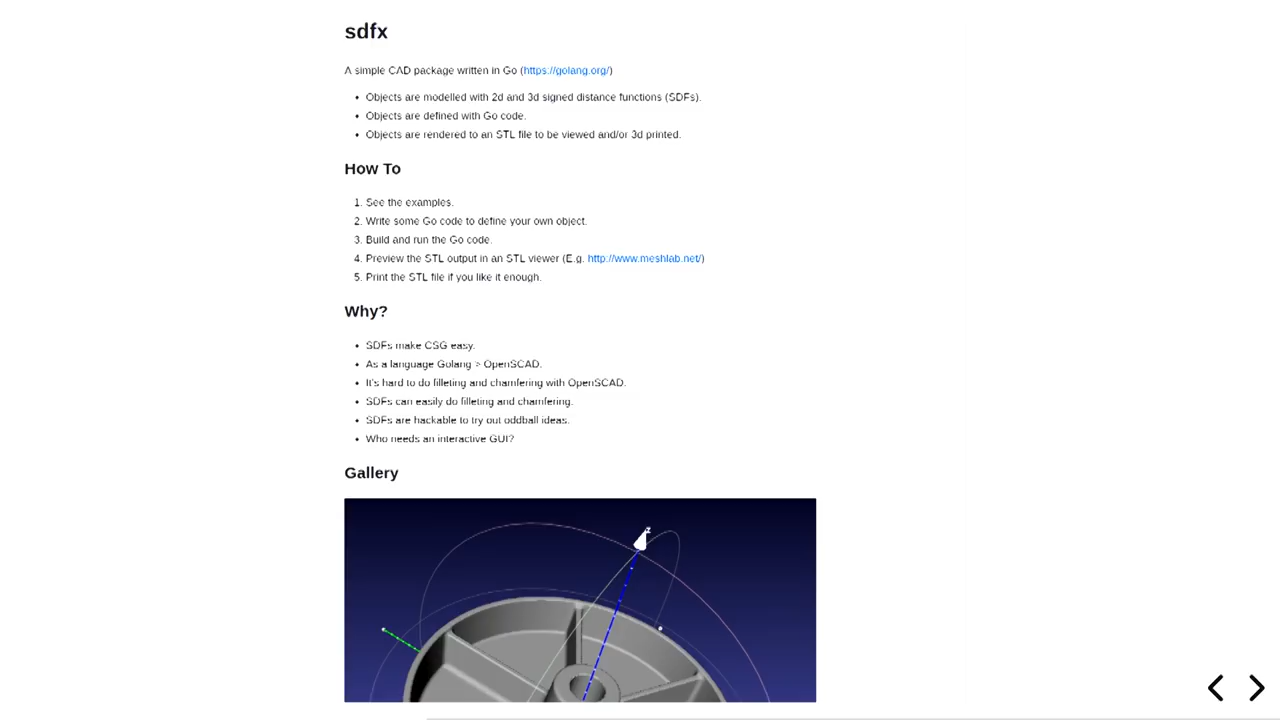 sdfx
A simple CAD package written in Go (https://golang.org/)
• Objects are modelled with 2d and 3d signed distance functions (SDFs).
• Objects are defined with Go code.
• Objects are rendered to an STL file to be viewed and/or 3d printed.
How To
1. See the examples.
2. Write some Go code to define your own object.
3. Build and run the Go code.
4. Preview the STL output in an STL viewer (E.g. http://www.meshlab.net/)
5. Print the STL file if you like it enough.
Why?
• SDFs make CSG easy.
• As a language Golang > OpenSCAD.
• It's hard to do filleting and chamfering with OpenSCAD.
• SDFs can easily do filleting and chamfering.
• SDFs are hackable to try out oddball ideas.
• Who needs an interactive GUI?
Gallery